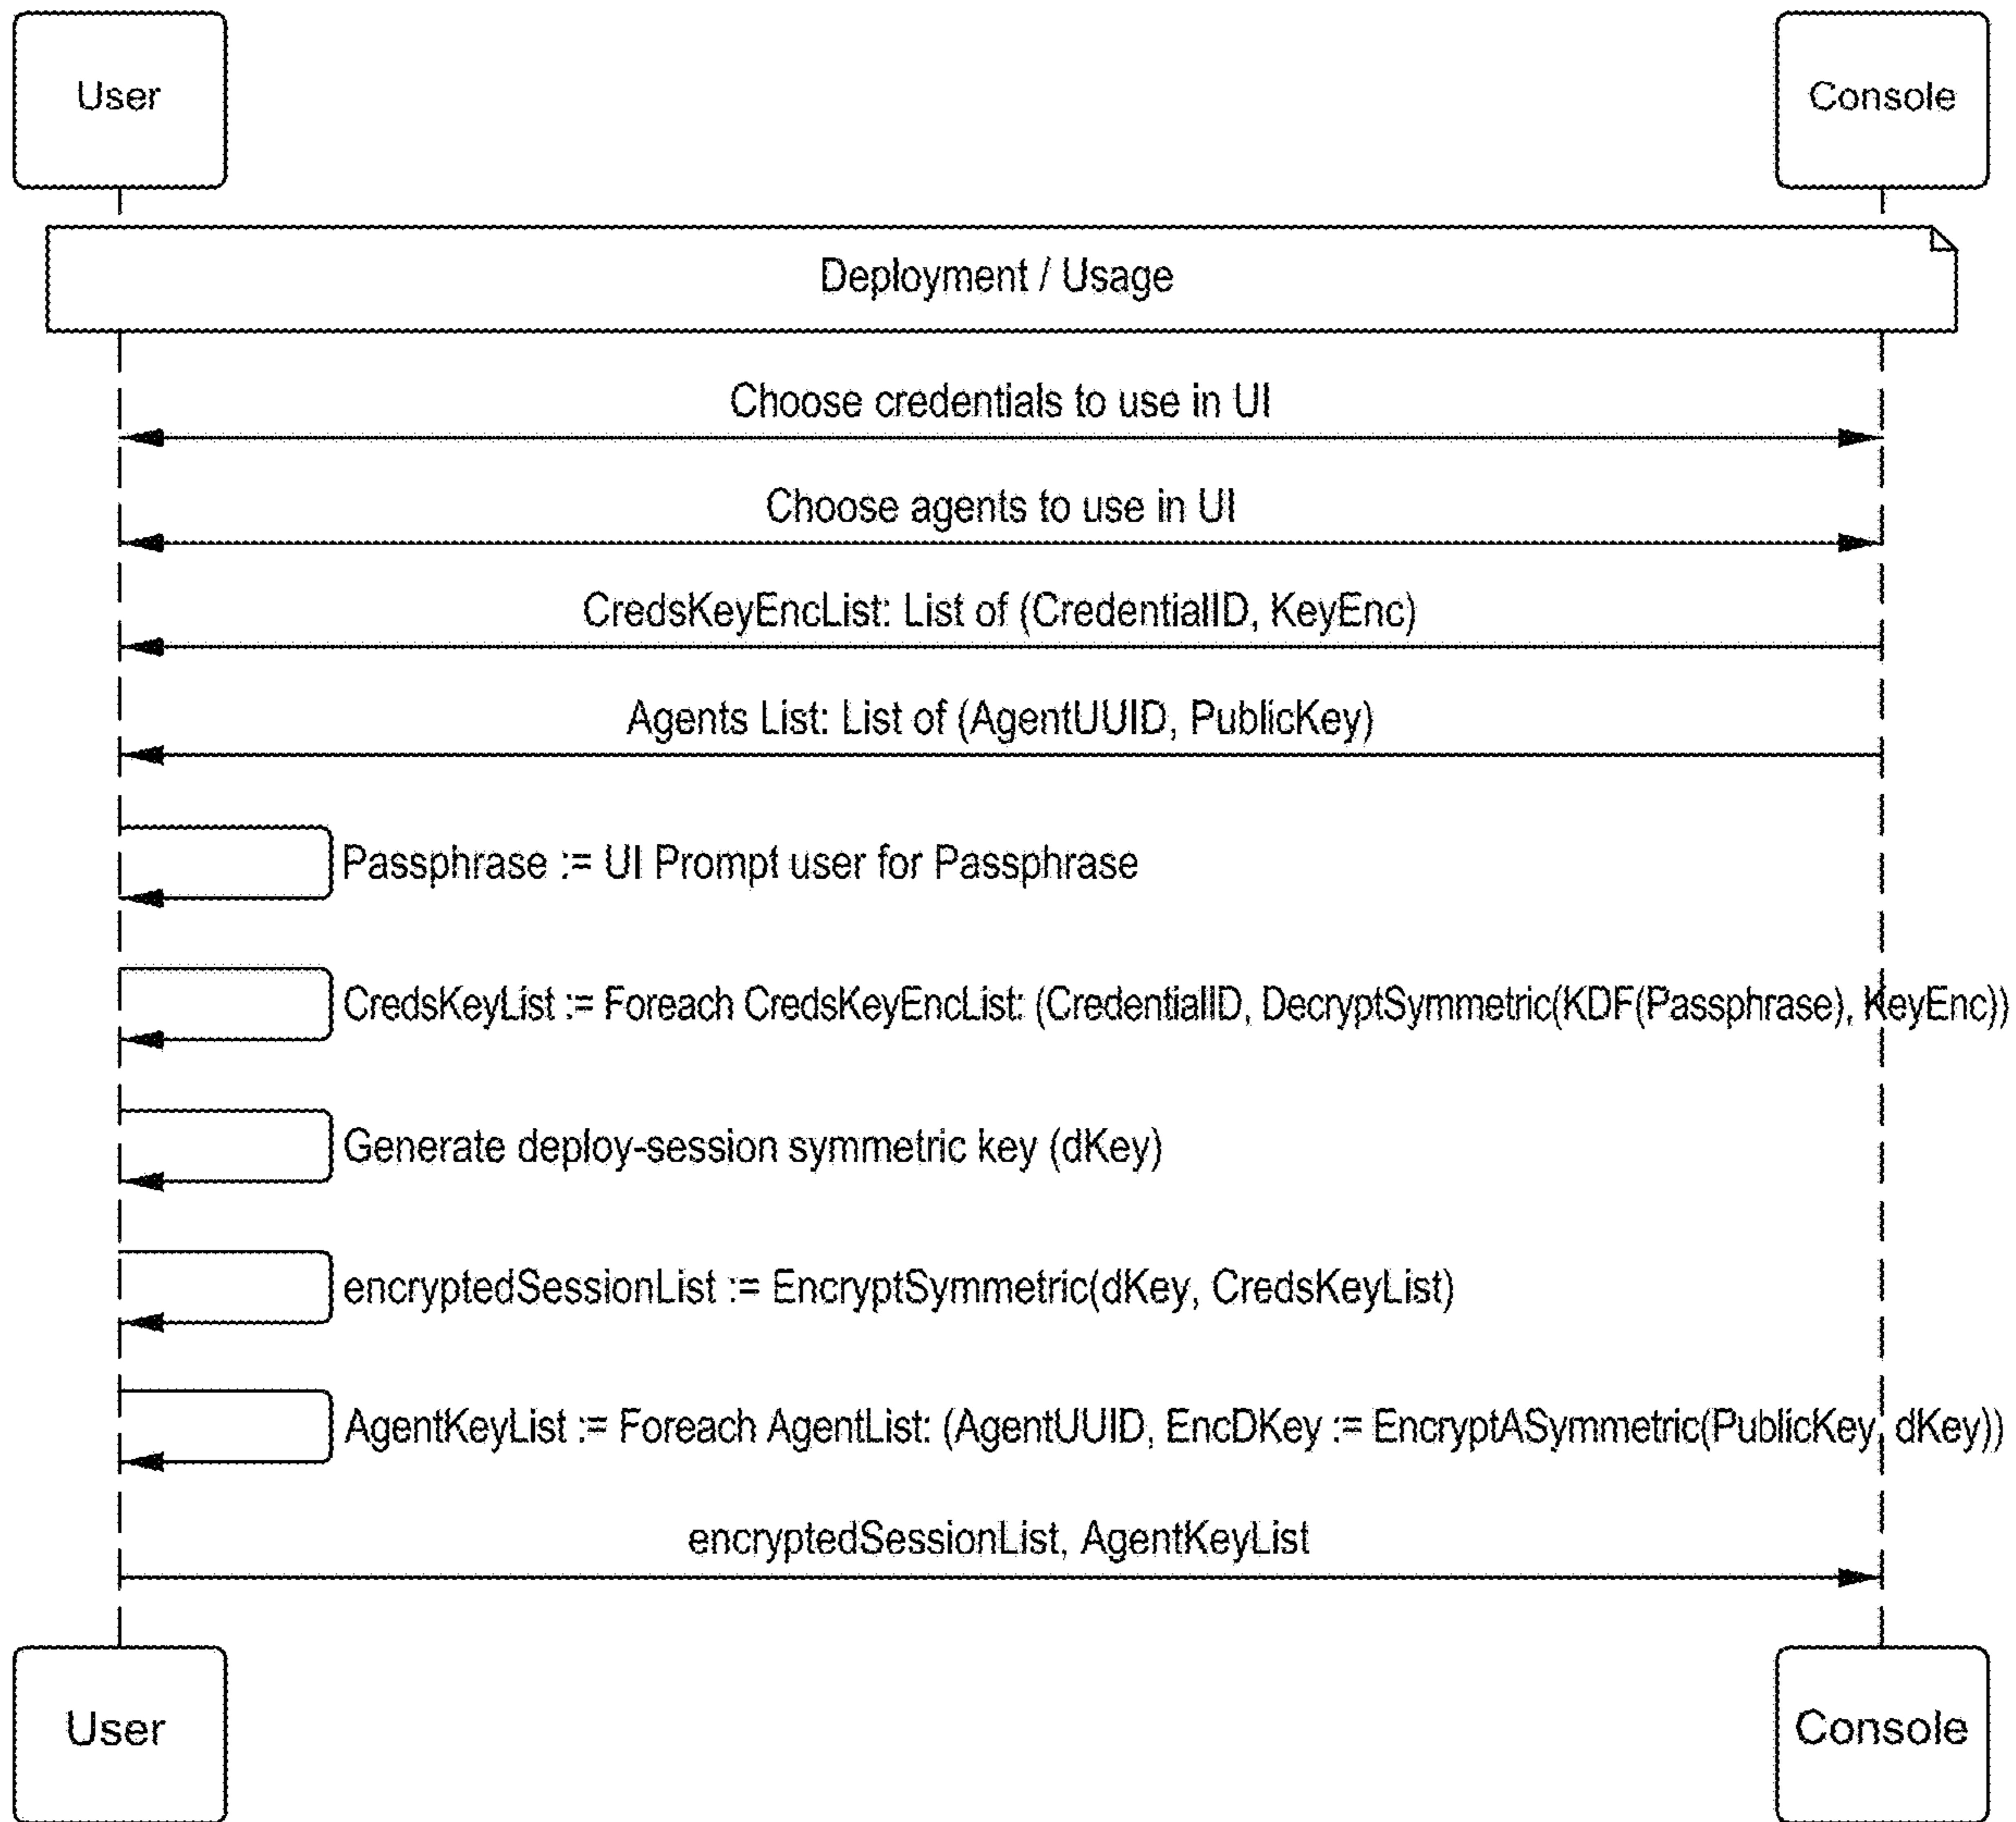 User
Console
Deployment / Usage
Choose credentials to use in UI
Choose agents to use in UI
CredsKeyEncList: List of (CredentialID, KeyEnc)
Agents List: List of (AgentUUID, PublicKey)
Passphrase := UI Prompt user for Passphrase
CredsKeyList := Foreach CredsKeyEncList: (CredentialID, DecryptSymmetric(KDF(Passphrase), KeyEnc))
Generate deploy-session symmetric key (dKey)
encryptedSessionList := EncryptSymmetric(dKey, CredsKeyList)
AgentKeyList := Foreach AgentList: (AgentUUID, EncDKey := EncryptASymmetric(PublicKey, dKey))
encryptedSessionList, AgentKeyList
User
Console